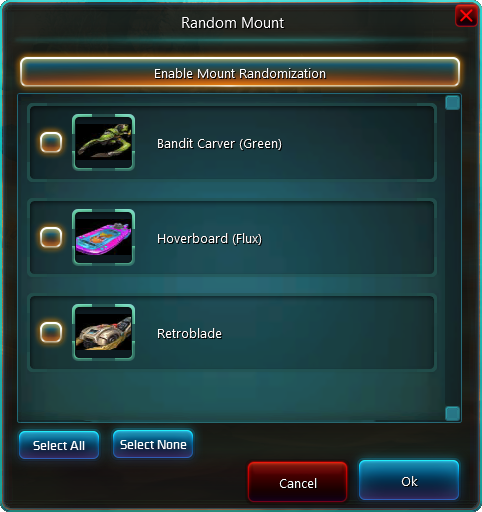 Random Mount
Enable Mount Randomization
Bandit Carver (Green)
Hoverboard (Flux)
Retroblade
Select All
Select None
Cancel
Ok